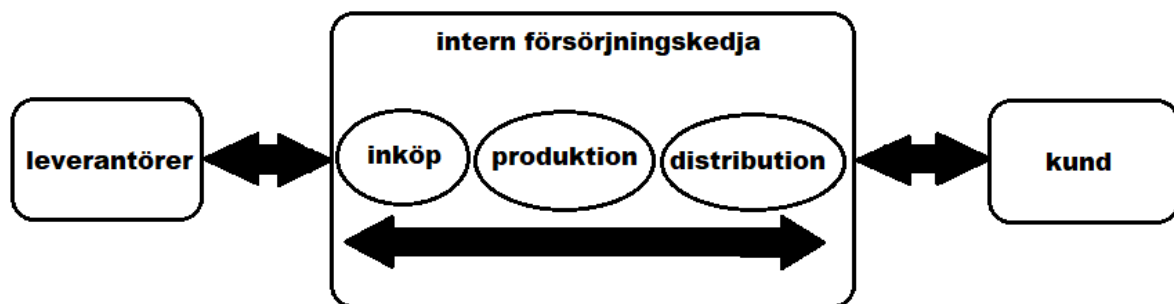 intern försörjningskedja
leverantörer
inköp
produktion
distribution
kund